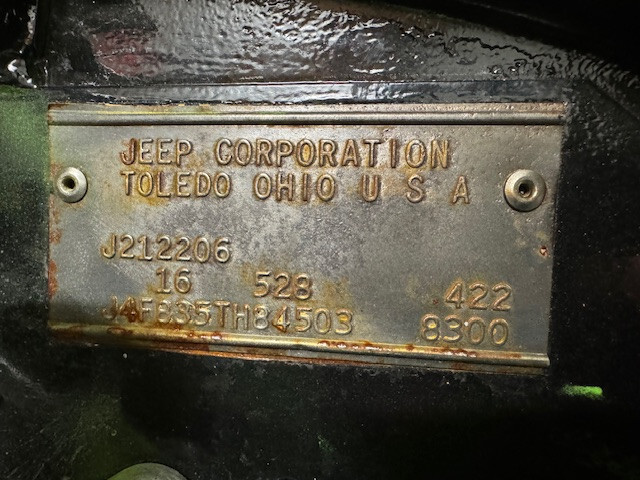 JEEP CORPORATION
TOLEDO OHIO U S A
J212206
16 528 .422
J4F835TH84503 8300